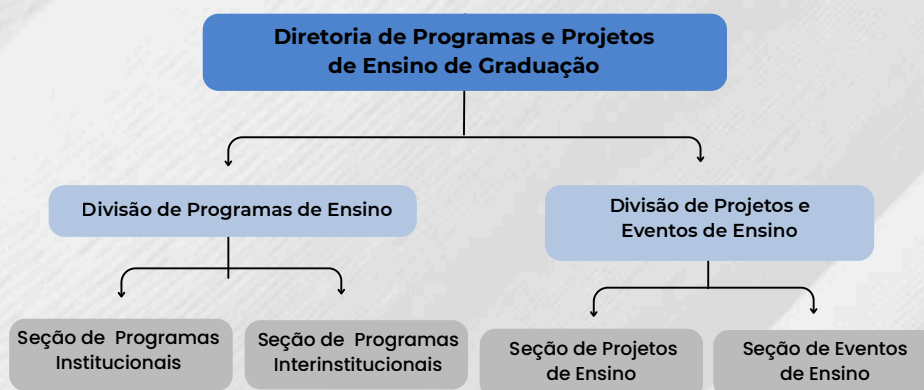 Diretoria de Programas e Projetos
de Ensino de Graduação
Divisão de Programas de Ensino
Divisão de Projetos e
Eventos de Ensino
Seção de Programas
Institucionais
Seção de Programas
Interinstitucionais
Seção de Projetos
de Ensino
Seção de Eventos
de Ensino